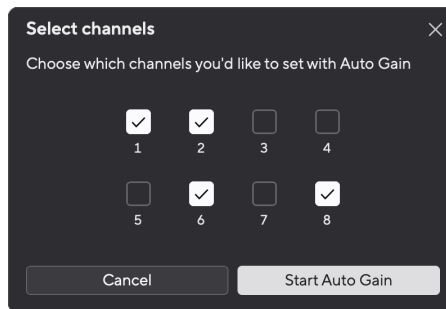 Select channels
Choose which channels you'd like to set with Auto Gain
1 2 3 4
5 6 7 8
Cancel Start Auto Gain